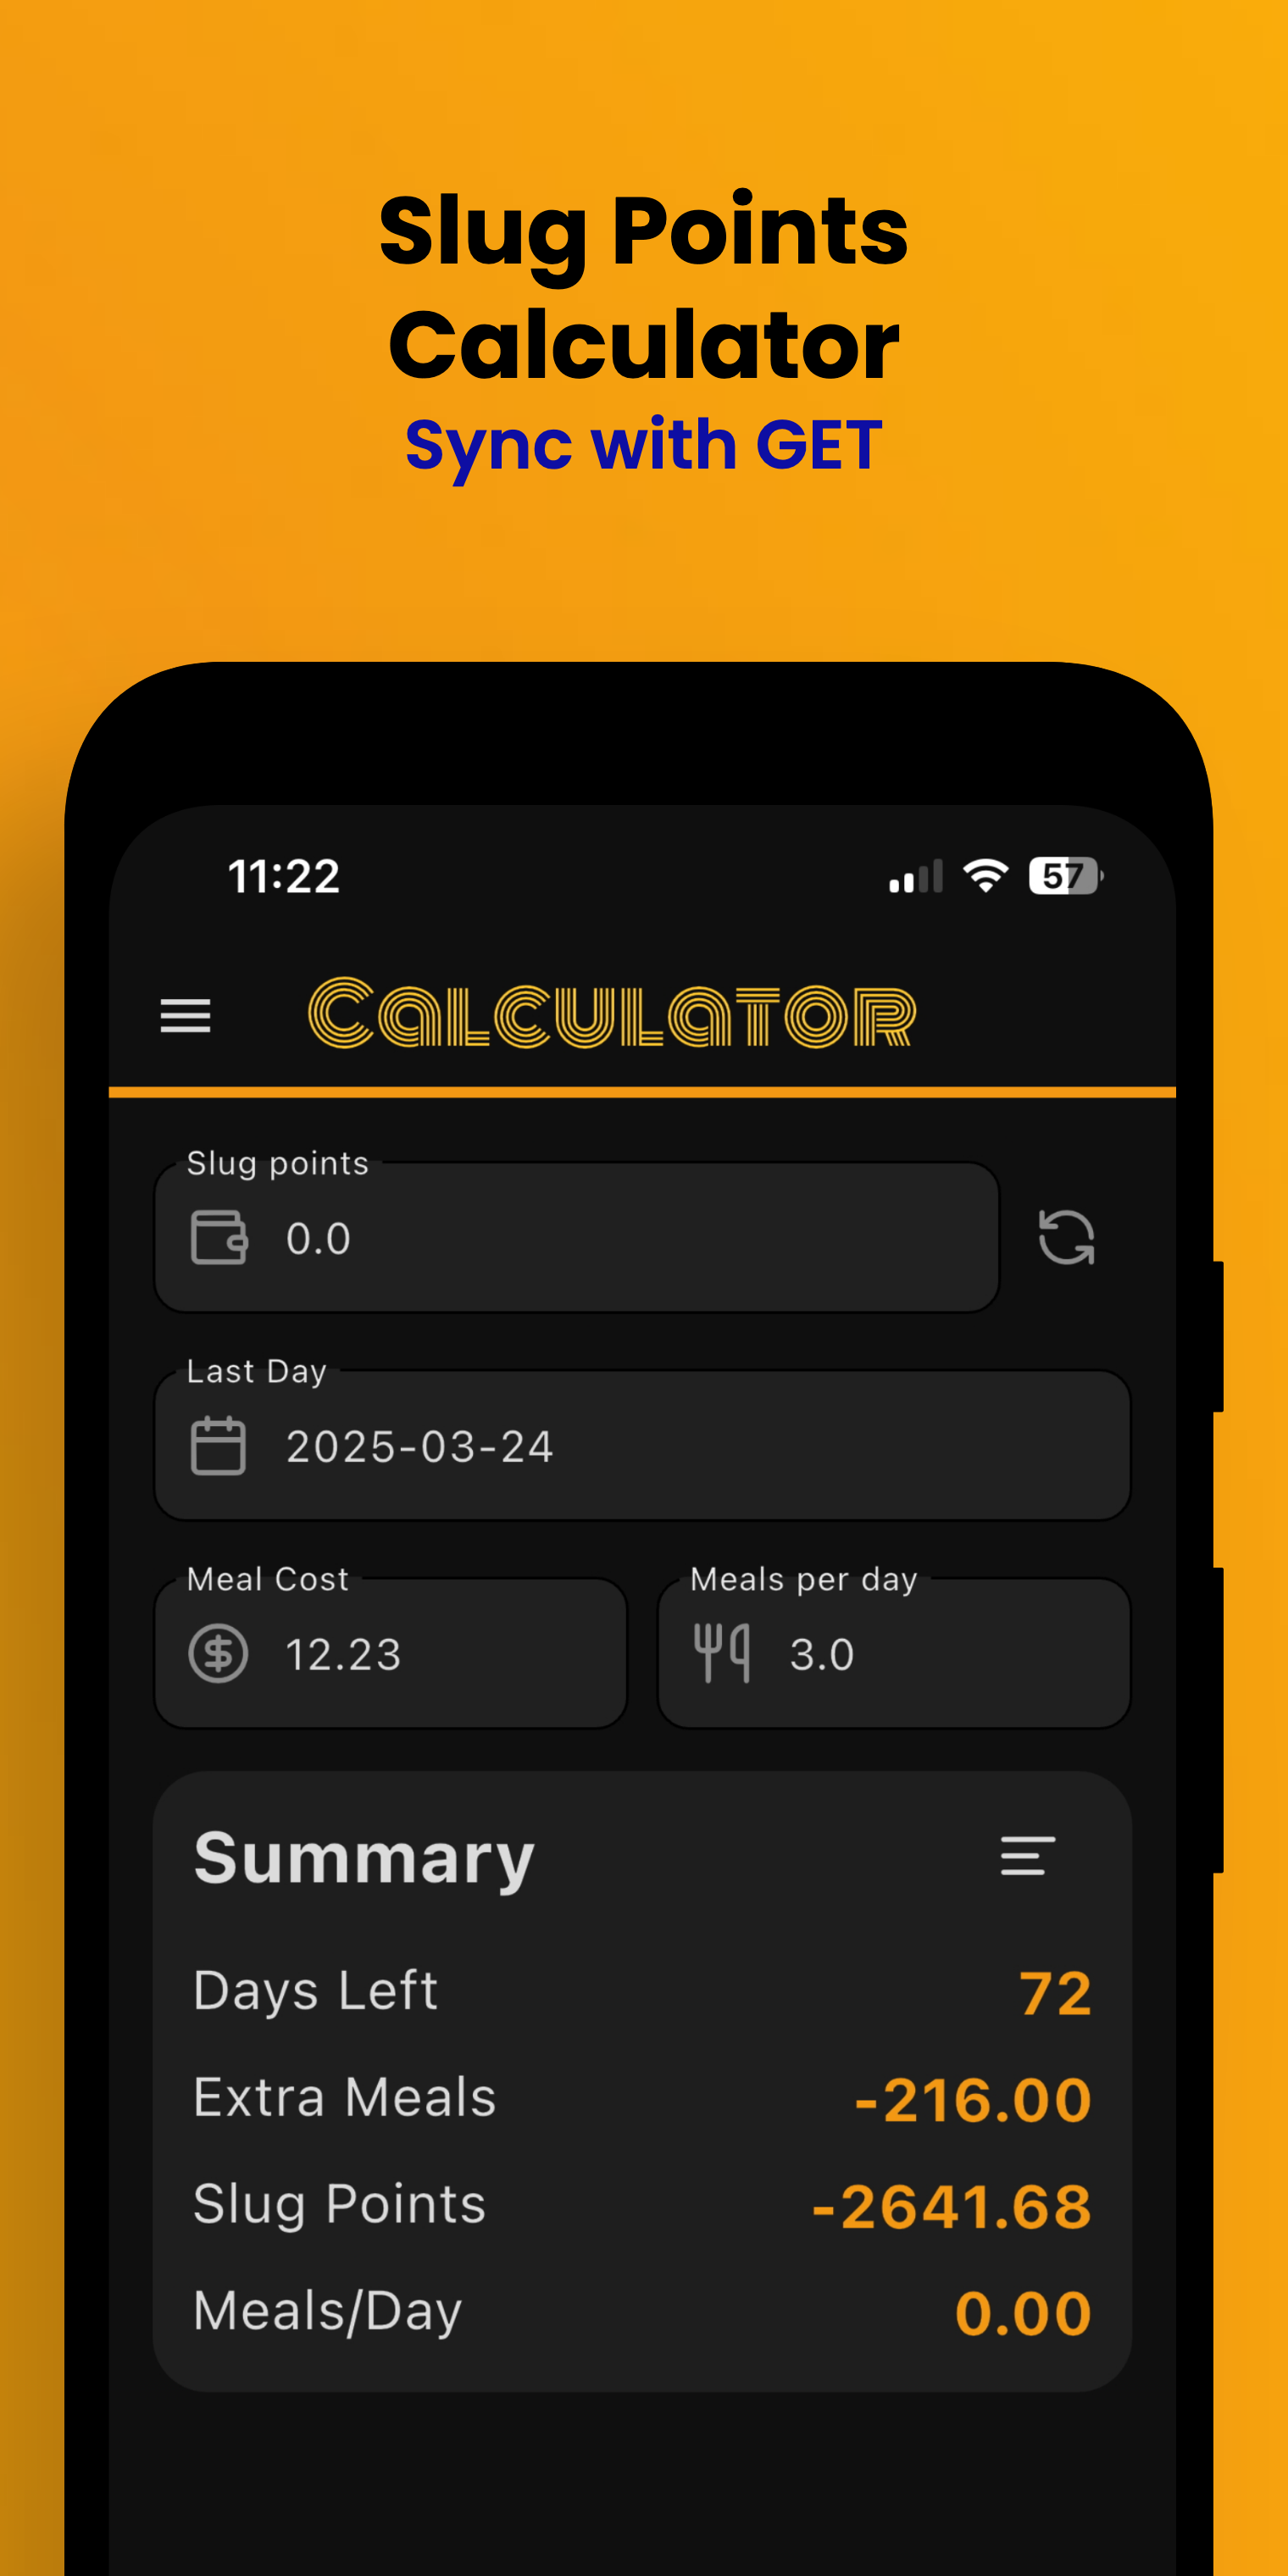 Slug Points
Calculator
Sync with GET
11:22
57
Calculator
Slug points
0.0
Last Day
2025-03-24
Meal Cost
Meals per day
12.23
3.0
Summary
Days Left 72
Extra Meals -216.00
Slug Points -2641.68
Meals/Day 0.00